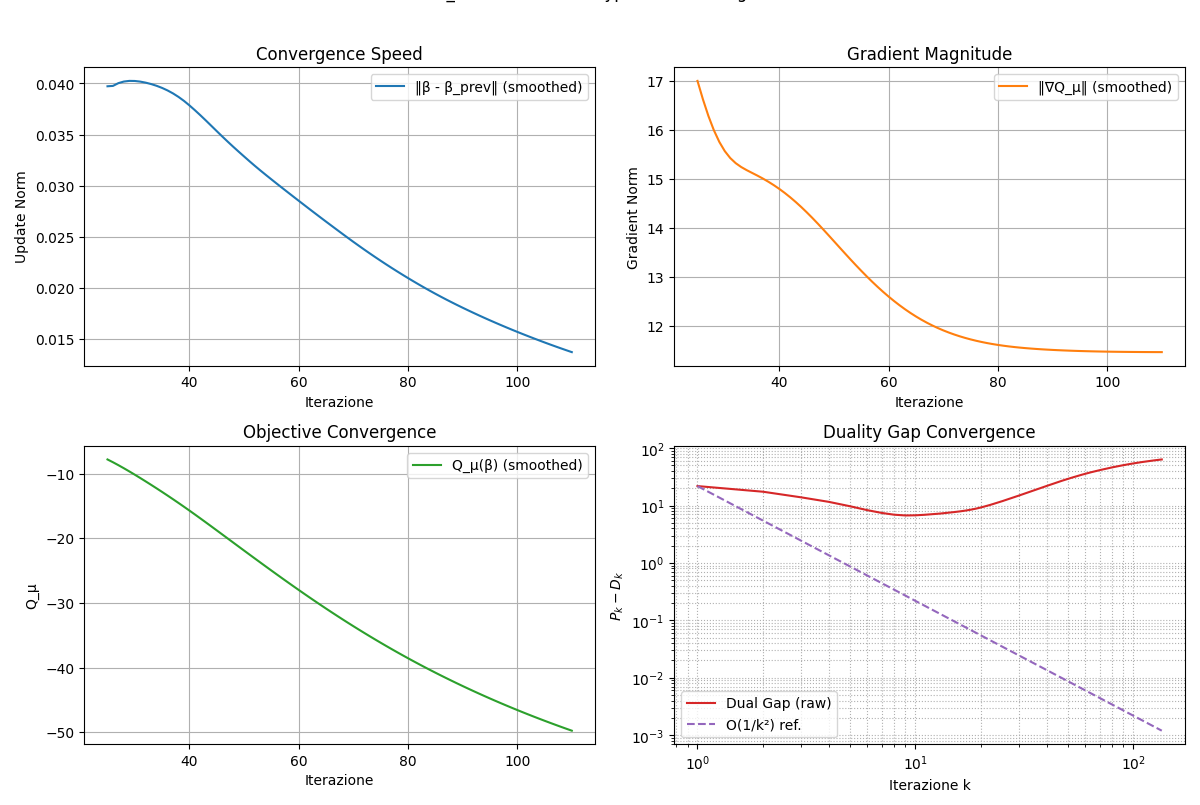 Convergence Speed
0.040
0.035
0.030
0.025
0.020
0.015
Update Norm
‖β - β_prev‖ (smoothed)
40 60 80 100
Iterazione
Gradient Magnitude
17
16
15
14
13
12
Gradient Norm
‖∇Q_μ‖ (smoothed)
40 60 80 100
Iterazione
Objective Convergence
−10
−20
−30
−40
−50
Q_μ
Q_μ(β) (smoothed)
40 60 80 100
Iterazione
Duality Gap Convergence
10²
10¹
10⁰
10⁻¹
10⁻²
10⁻³
Pₖ − Dₖ
Dual Gap (raw)
O(1/k²) ref.
10⁰ 10¹ 10²
Iterazione k